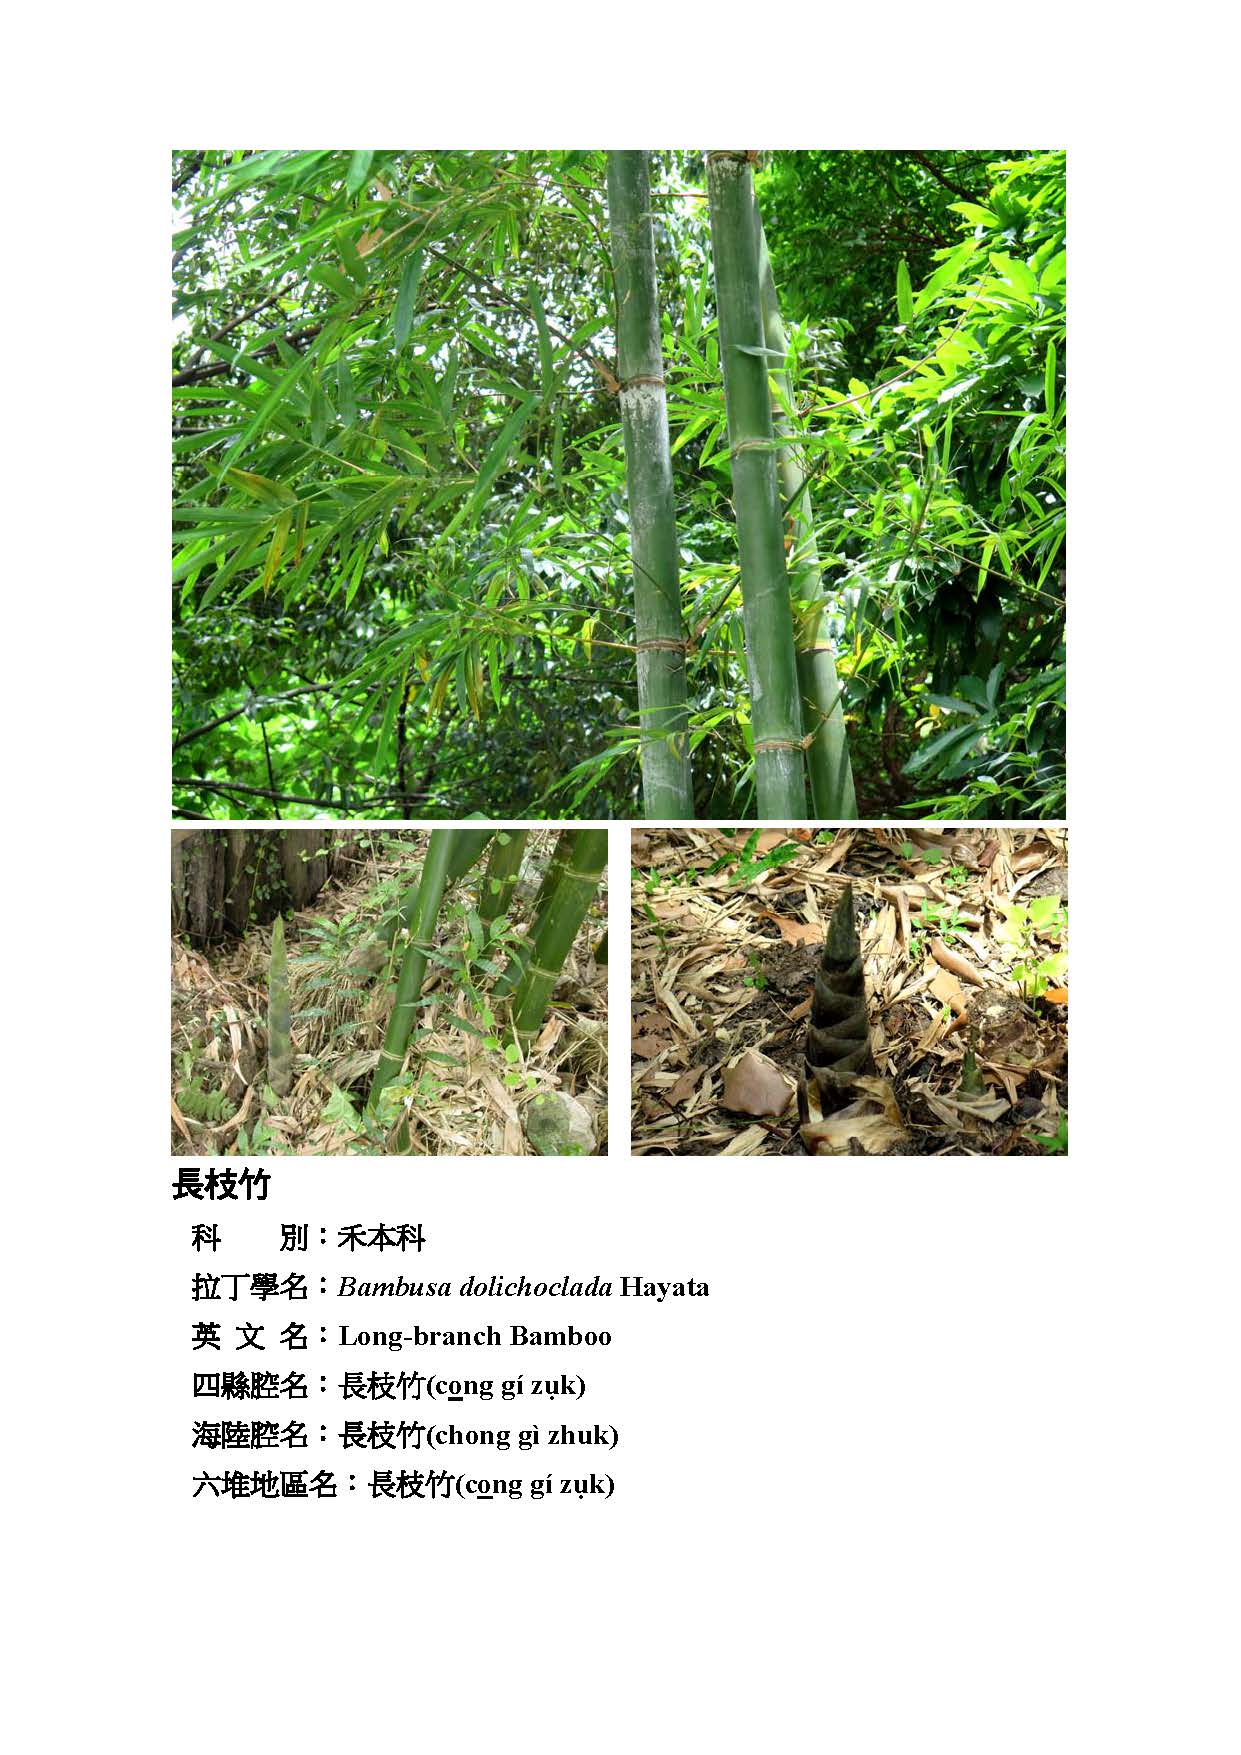 長枝竹
科　　別：禾本科
拉丁學名：Bambusa dolichoclada Hayata
英 文 名：Long-branch Bamboo
四縣腔名：長枝竹(co̲ng gí zṳk)
海陸腔名：長枝竹(chong gì zhuk)
六堆地區名：長枝竹(co̲ng gí zṳk)